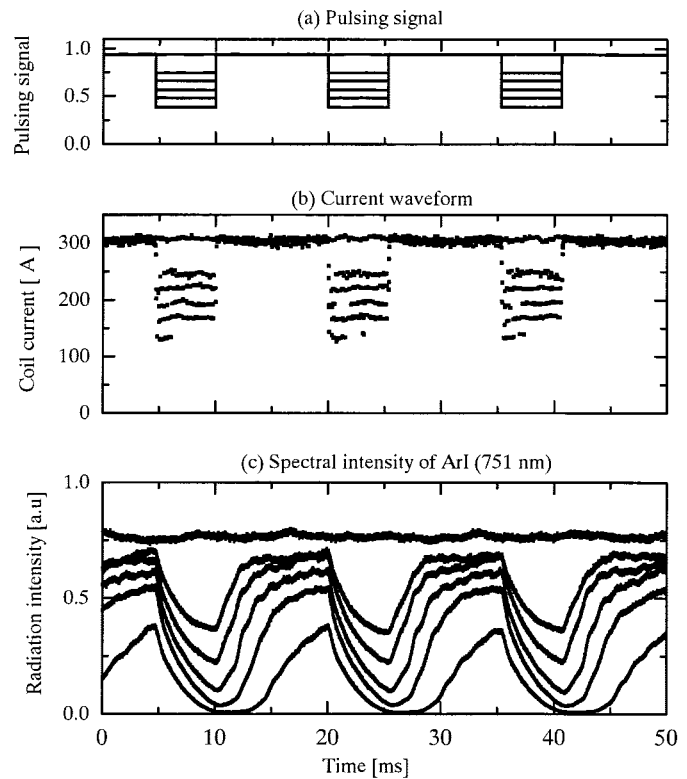 (a) Pulsing signal
Pulsing signal
1.0
0.5
0.0
(b) Current waveform
Coil current [ A ]
300
200
100
0
(c) Spectral intensity of ArI (751 nm)
Radiation intensity [a.u]
1.0
0.5
0.0
0 10 20 30 40 50
Time [ms]